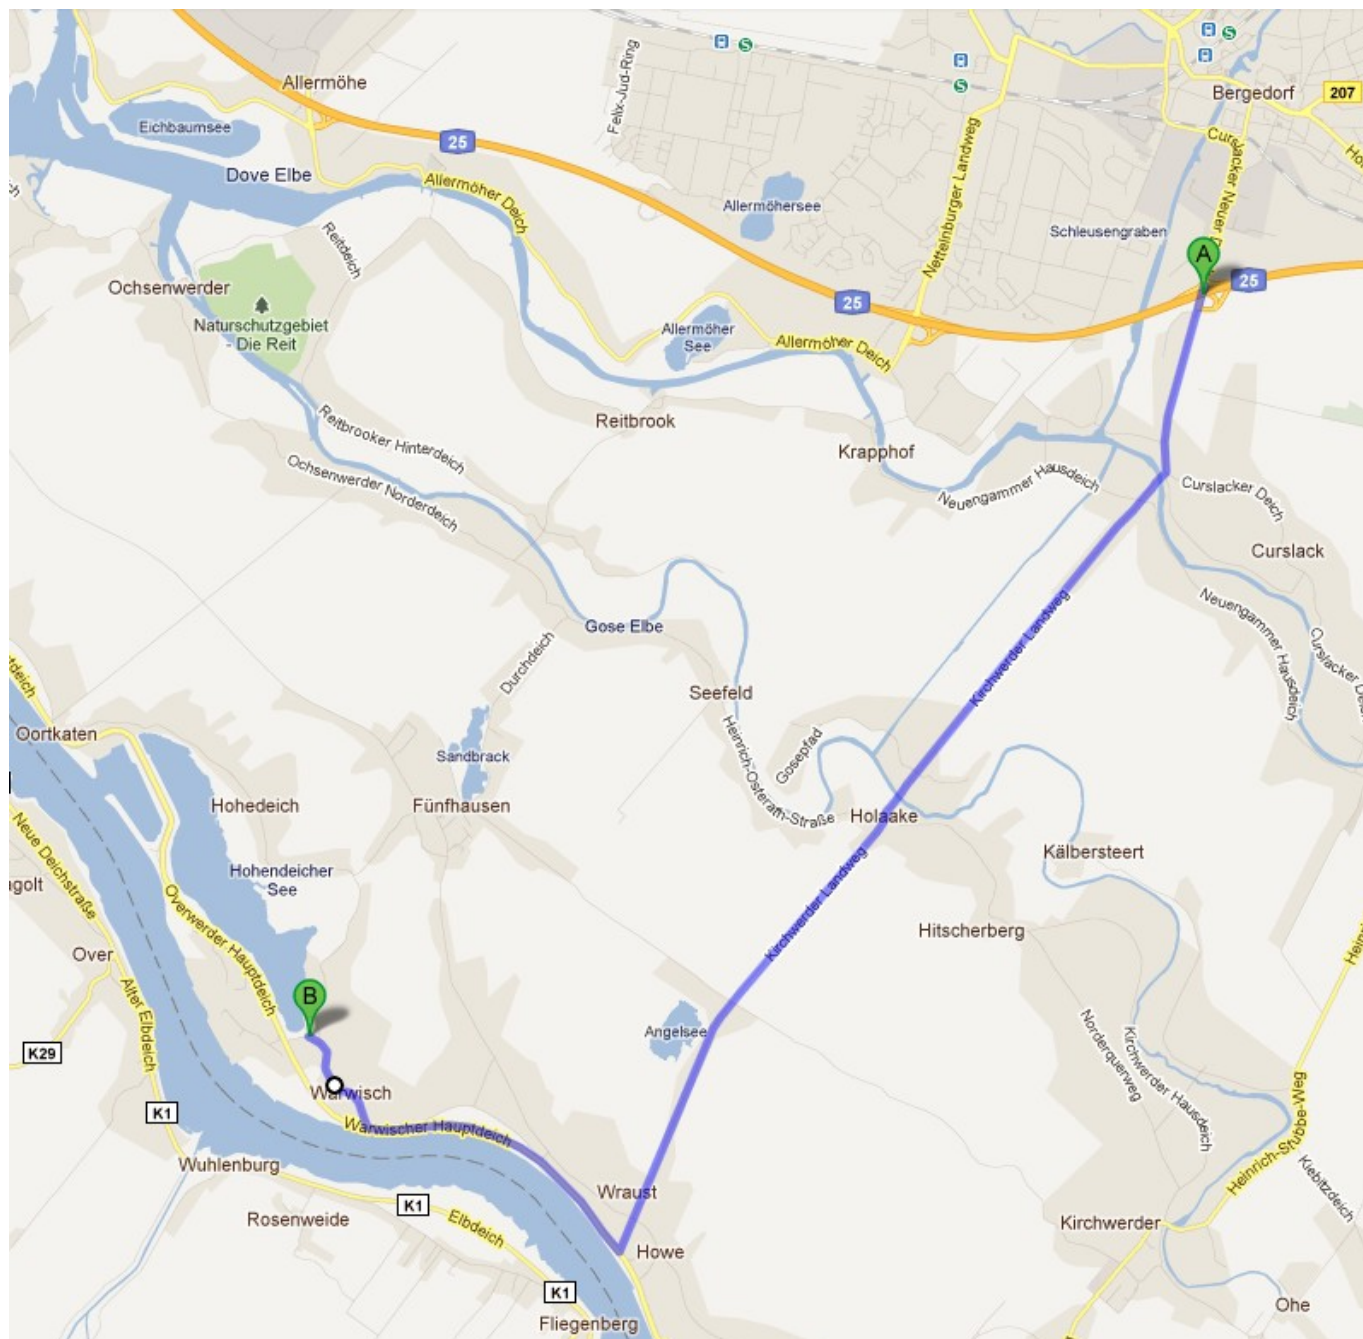 Allermöhe
Felix-Jud-Ring
S
S
S
Bergedorf
207
Eichbaumsee
25
Curslacker Neuer D
Dove Elbe
Allermöher Deich
Nettelnburger Landweg
Allermöhersee
Schleusengraben
Reitdeich
A
25
25
Ochsenwerder
Naturschutzgebiet
- Die Reit
Allermöher
See
Allermöher Deich
Reitbrook
Reitbrooker Hinterdeich
Krapphof
Ochsenwerder Norderdeich
Neuengammer Hausdeich
Curslacker Deich
Curslack
Kirchwerder Landweg
Neuengammer Hausdeich
Gose Elbe
Durchdeich
Seefeld
Oortkaten
Heinrich-Osterath-Straße
Gosepfad
Sandbrack
Hohedeich
Fünfhausen
Holaake
Neue Deichstraße
Kälbersteert
Hohendeicher
See
Overwerder Hauptdeich
Kirchwerder Landweg
Hitscherberg
Over
Alter Elbdeich
B
Angelsee
K29
Norderquerweg
Kirchwerder Hausdeich
Warwisch
K1
Warwischer Hauptdeich
Heinrich-Stubbe-Weg
Wuhlenburg
Kiebitzdeich
Wraust
K1
Rosenweide
Elbdeich
Kirchwerder
Howe
K1
Ohe
Fliegenberg